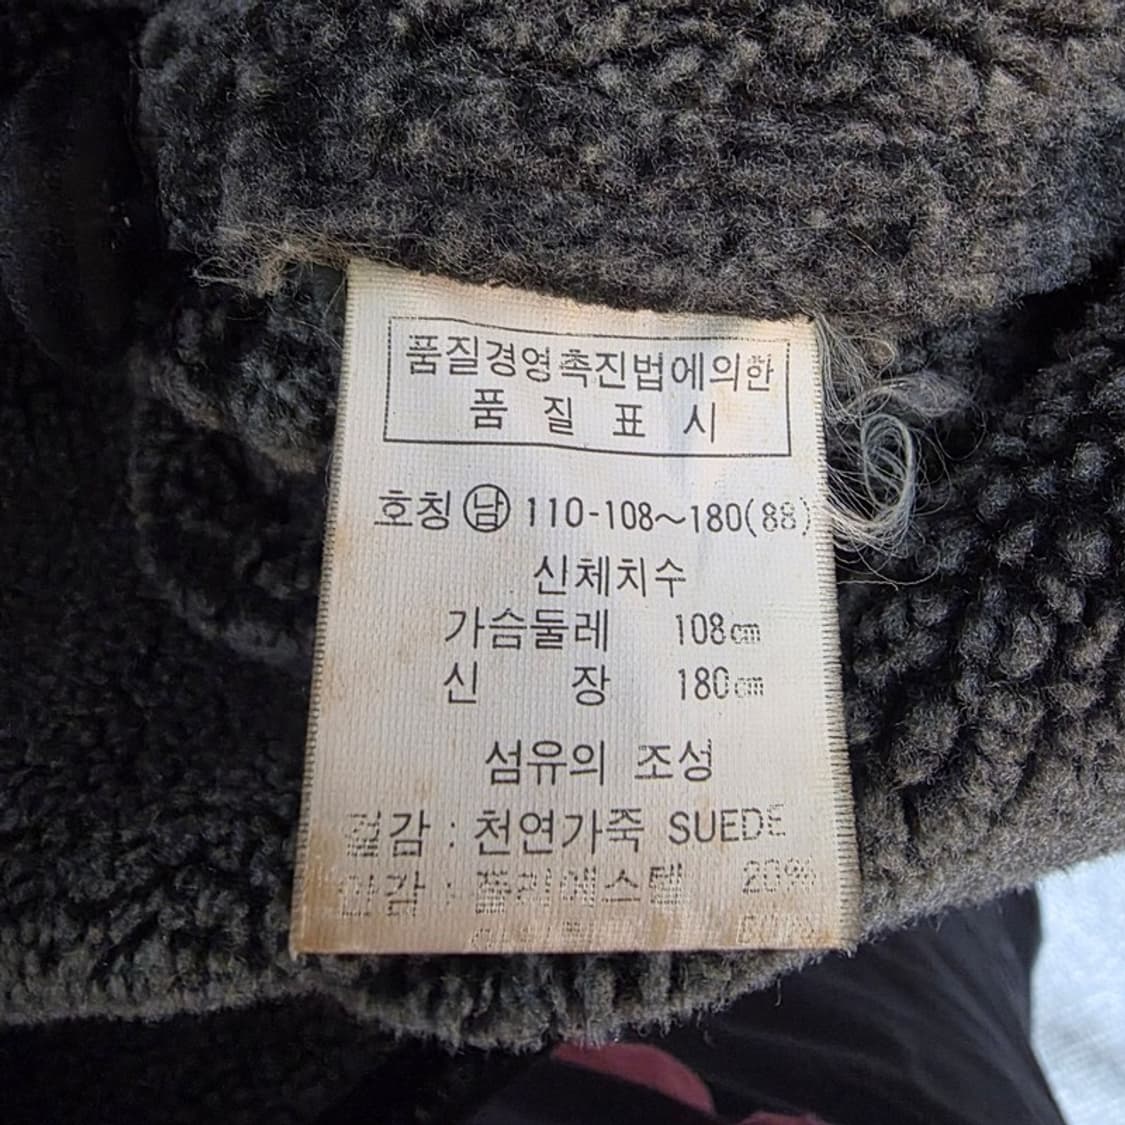 품질경영촉진법에의한
품 질 표 시
호칭 ㊚ 110-108~180(88)
신체치수
가슴둘레 108㎝
신 장 180㎝
섬유의 조성
겉감 : 천연가죽 SUEDE
안감 : 폴리에스텔 20%